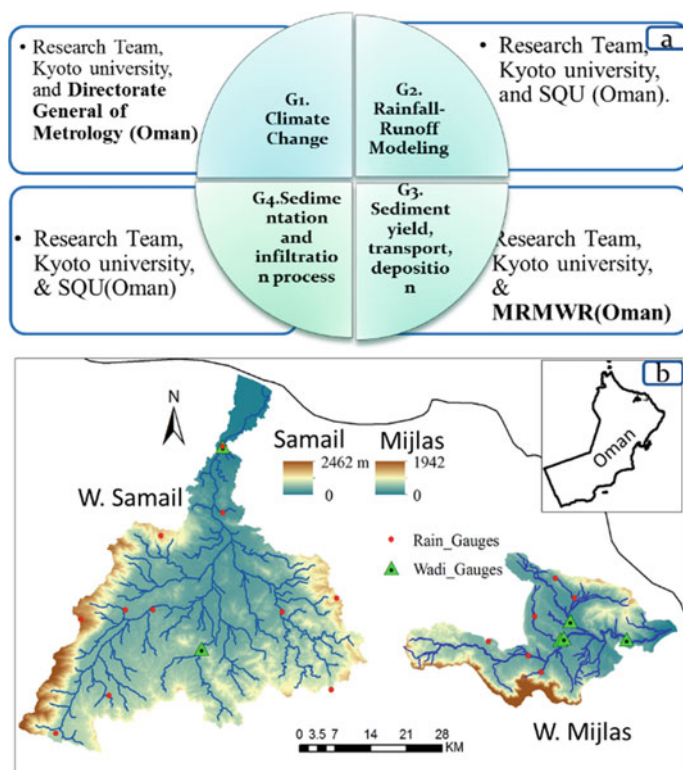 a
• Research Team,
Kyoto university,
and Directorate
General of
Metrology (Oman)
G1.
Climate
Change
G2.
Rainfall-
Runoff
Modeling
• Research Team,
Kyoto university,
and SQU (Oman).
• Research Team,
Kyoto university,
& SQU(Oman)
G4.Sedime
ntation
and
infiltratio
n process
G3.
Sediment
yield,
transport,
depositio
n
Research Team,
Kyoto university,
&
MRMWR(Oman)
b
N
Samail
2462 m
0
Mijlas
1942
0
Oman
W. Samail
Rain_Gauges
Wadi_Gauges
W. Mijlas
0 3.5 7 14 21 28
KM